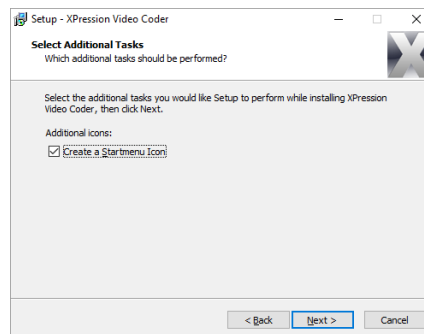 Setup - XPression Video Coder
Select Additional Tasks
Which additional tasks should be performed?
Select the additional tasks you would like Setup to perform while installing XPression
Video Coder, then click Next.
Additional icons:
Create a Startmenu Icon
< Back
Next >
Cancel